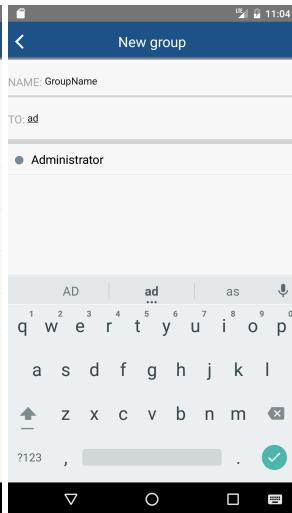 11:04
New group
NAME: GroupName
TO: ad
Administrator
AD ad as
1 2 3 4 5 6 7 8 9 0
q w e r t y u i o p
a s d f g h j k l
z x c v b n m
?123 , .